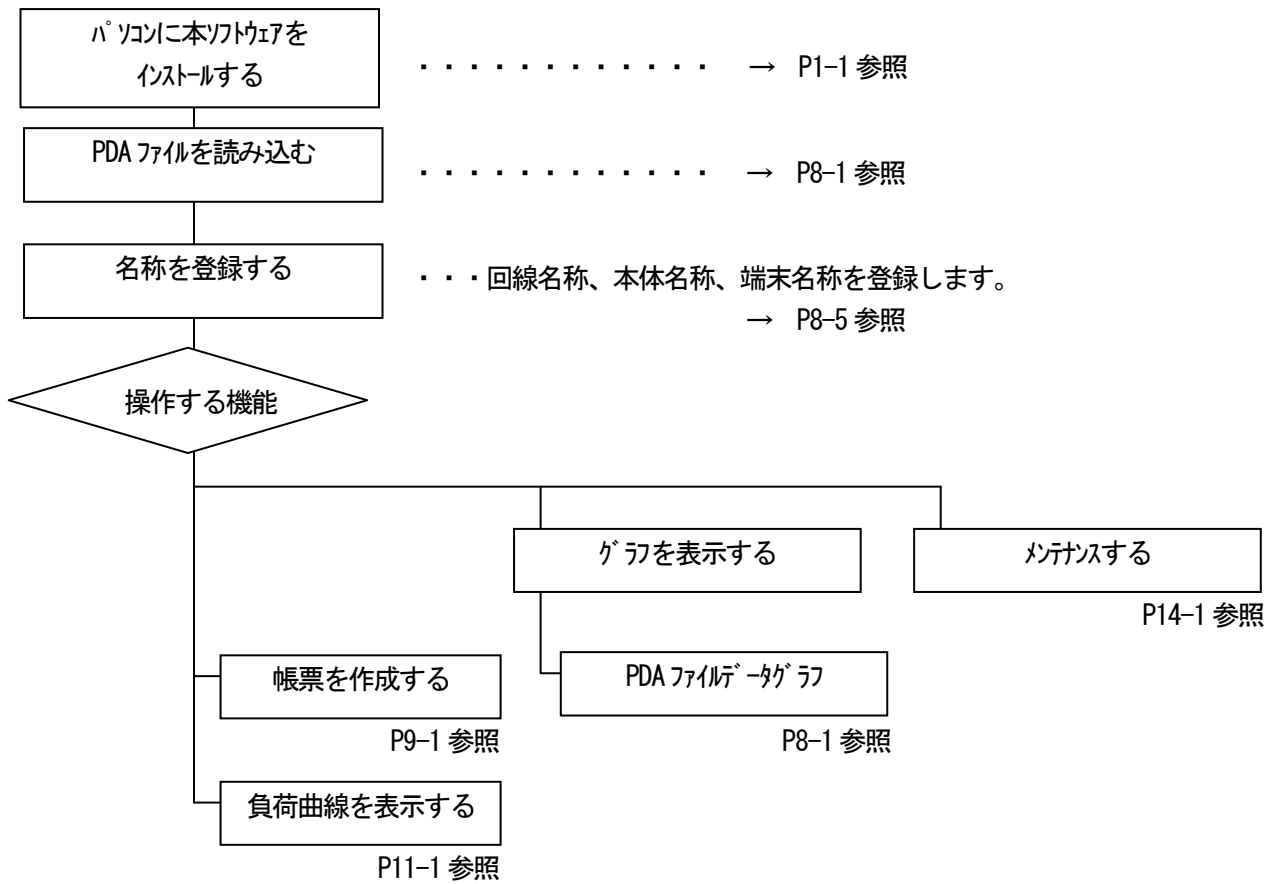 ﾊﾟｿｺﾝに本ｿﾌﾄｳｪｱを
ｲﾝｽﾄｰﾙする
・・・・・・・・・・・・ → P1-1 参照
PDA ﾌｧｲﾙを読み込む
・・・・・・・・・・・・ → P8-1 参照
名称を登録する
・・・回線名称、本体名称、端末名称を登録します。
→ P8-5 参照
操作する機能
ｸﾞﾗﾌを表示する
ﾒﾝﾃﾅﾝｽする
P14-1 参照
帳票を作成する
PDA ﾌｧｲﾙﾃﾞｰﾀｸﾞﾗﾌ
P9-1 参照
P8-1 参照
負荷曲線を表示する
P11-1 参照